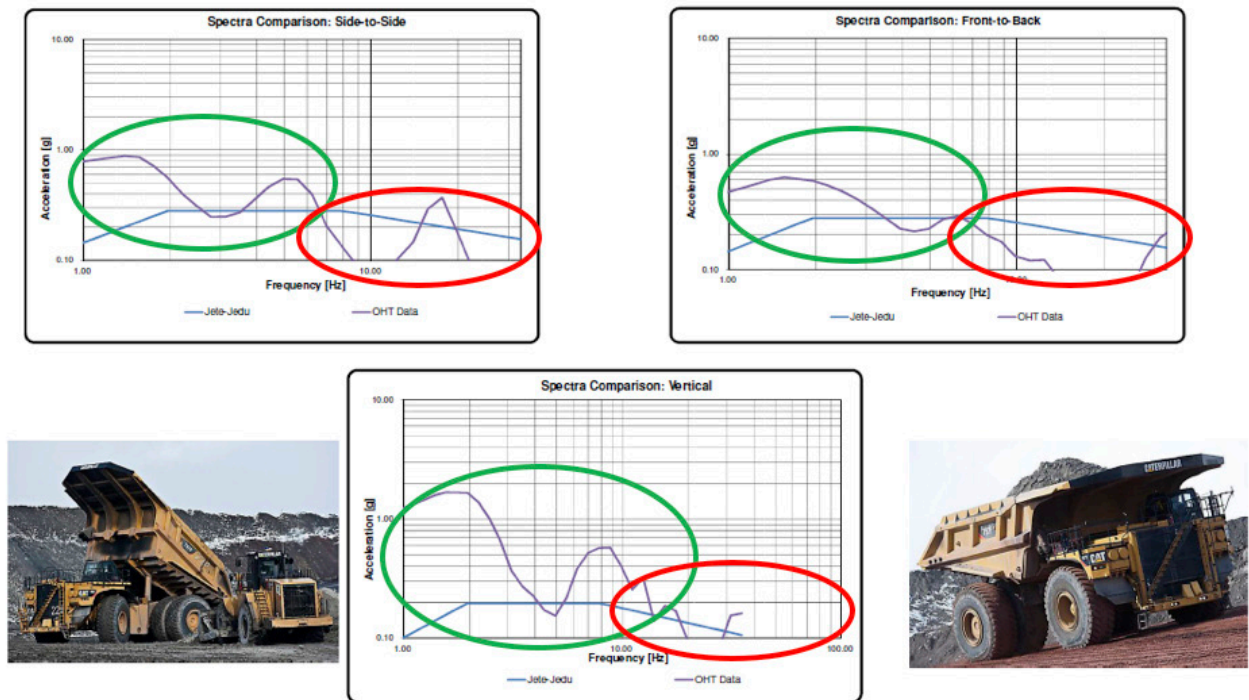 Spectra Comparison: Side-to-Side
10.00
1.00
0.10
Acceleration [g]
1.00
10.00
Frequency [Hz]
Jete-Jedu
OHT Data
Spectra Comparison: Front-to-Back
10.00
1.00
0.10
Acceleration [g]
1.00
Frequency [Hz]
Jete-Jedu
OHT Data
Spectra Comparison: Vertical
10.00
1.00
0.10
Acceleration [g]
1.00
10.00
100.00
Frequency [Hz]
Jete-Jedu
OHT Data
CATERPILLAR
CAT